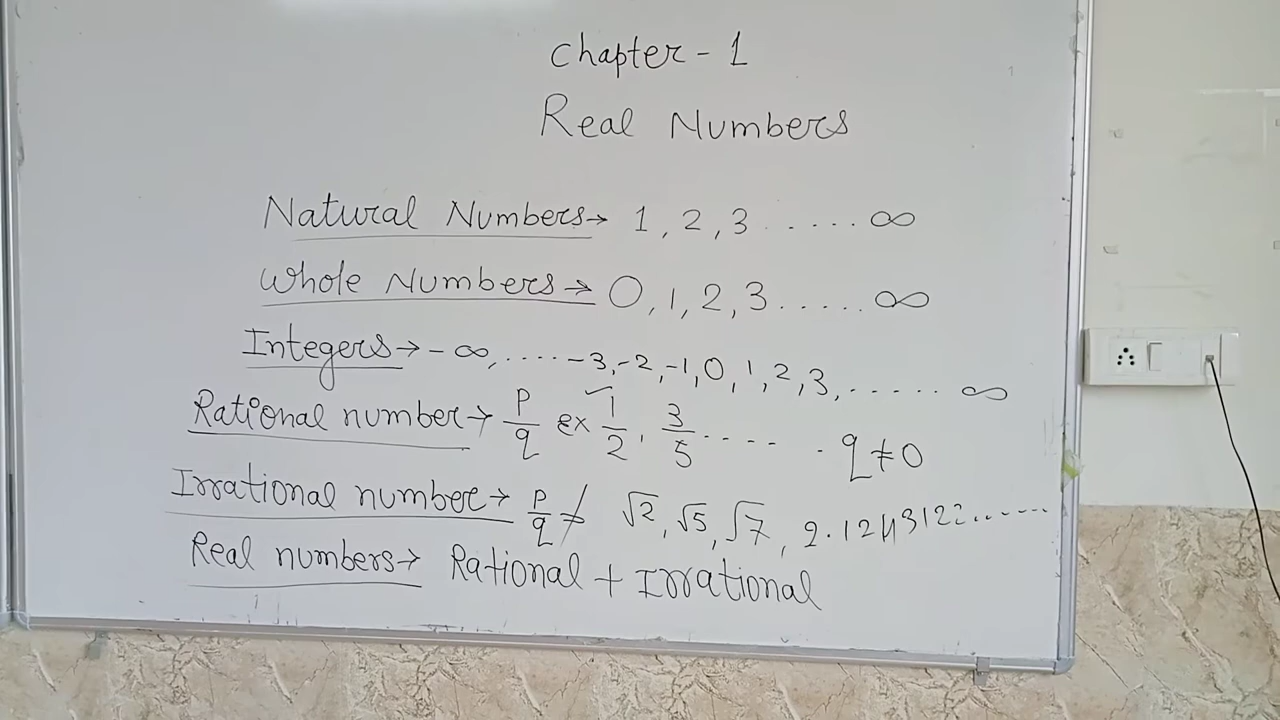 Chapter - 1
Real Numbers
Natural Numbers → 1, 2, 3 ...... ∞
Whole Numbers → 0, 1, 2, 3 ...... ∞
Integers → - ∞, ..... -3, -2, -1, 0, 1, 2, 3, ...... ∞
Rational number → p/q ex 1/2, 3/5 ..... . q ≠ 0
Irrational number → p/q ≠ √2, √5, √7, 2.1243122......
Real numbers → Rational + Irrational